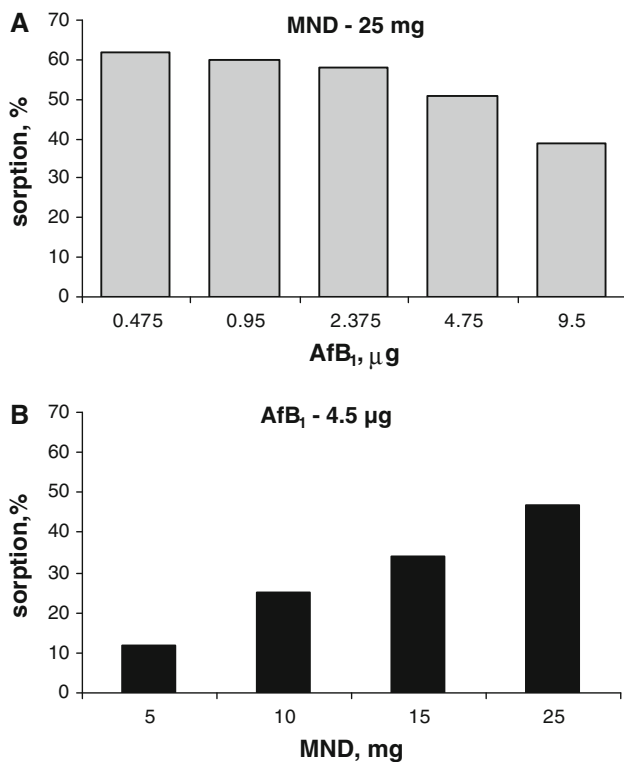 A
MND - 25 mg
70
60
50
40
30
20
10
0
sorption, %
0.475 0.95 2.375 4.75 9.5
AfB₁, μg
B
AfB₁ - 4.5 μg
70
60
50
40
30
20
10
0
sorption,%
5 10 15 25
MND, mg